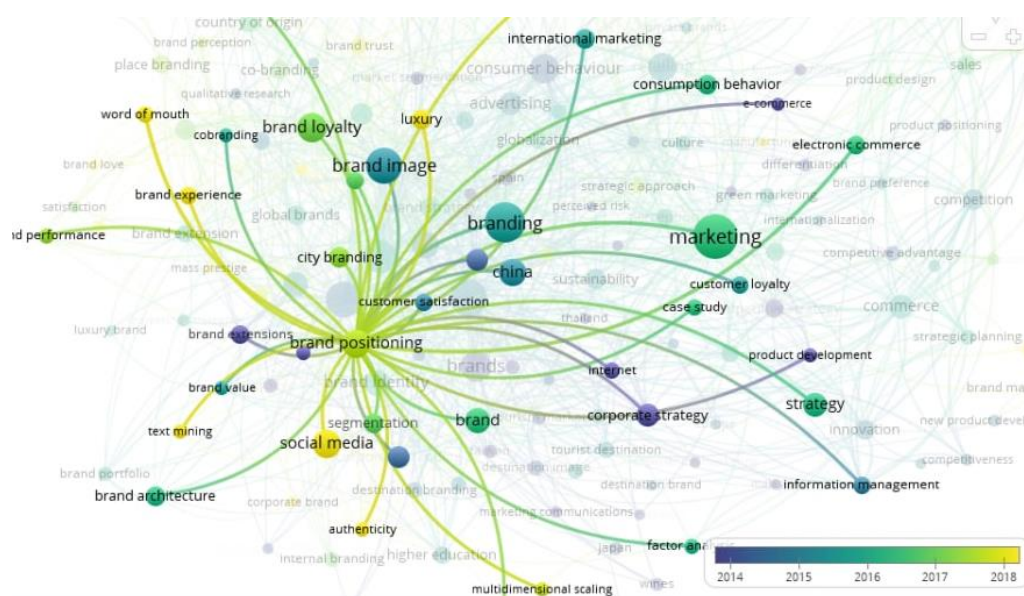 country of origin
brand perception
brand trust
international marketing
place branding
co-branding
consumer behaviour
sales
product design
qualitative research
consumption behavior
word of mouth
luxury
advertising
e-commerce
cobranding
brand loyalty
globalization
product positioning
culture
electronic commerce
brand love
brand image
differentiation
spain
strategic approach
brand preference
brand experience
green marketing
competition
satisfaction
global brands
perceived risk
branding
internationalization
nd performance
brand extension
marketing
city branding
competitive advantage
mass prestige
china
sustainability
customer loyalty
customer satisfaction
case study
commerce
thailand
luxury brand
brand extensions
brand positioning
strategic planning
product development
brands
internet
brand value
brand identity
brand ma
strategy
segmentation
brand
corporate strategy
new product devel
text mining
social media
innovation
tourist destination
brand portfolio
destination image
competitiveness
brand architecture
destination branding
destination brand
information management
corporate brand
marketing communications
authenticity
internal branding
higher education
japan
factor analysis
multidimensional scaling
wines
2014
2015
2016
2017
2018